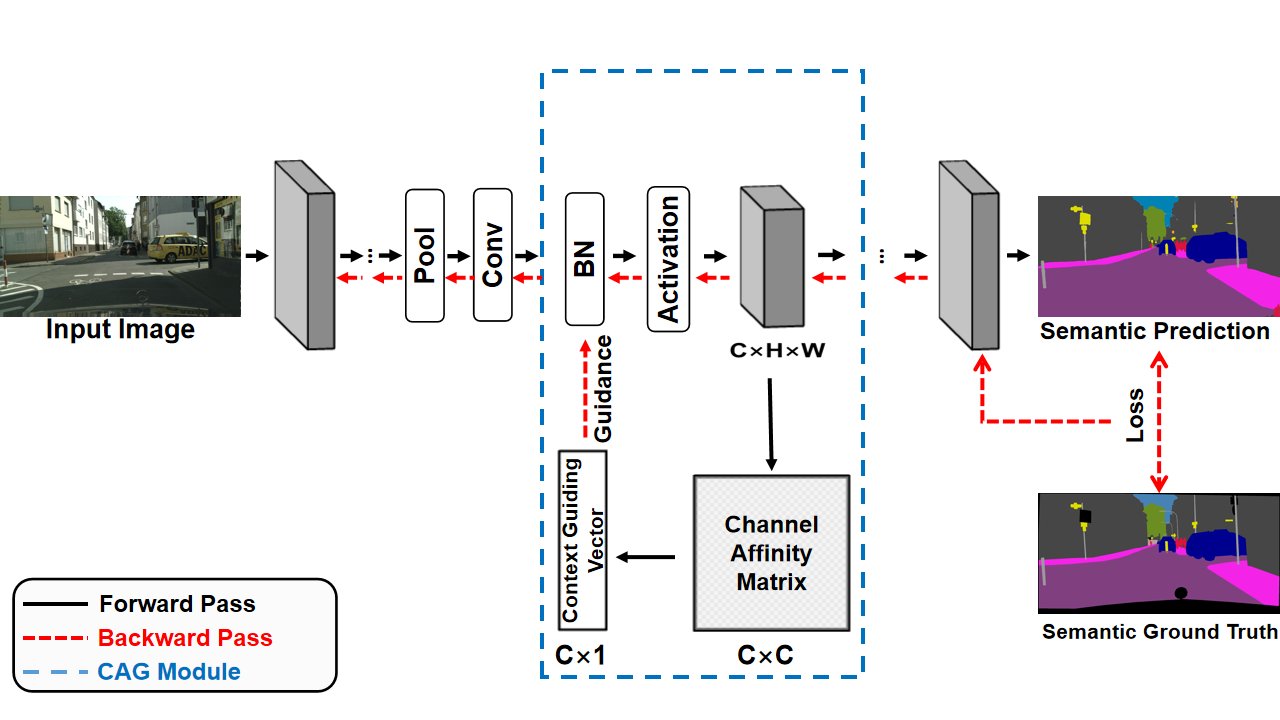 Input Image
...
Pool
Conv
BN
Activation
C×H×W
...
ADAC
Semantic Prediction
Guidance
Loss
Context Guiding
Vector
Channel
Affinity
Matrix
C×1
C×C
Semantic Ground Truth
Forward Pass
Backward Pass
CAG Module